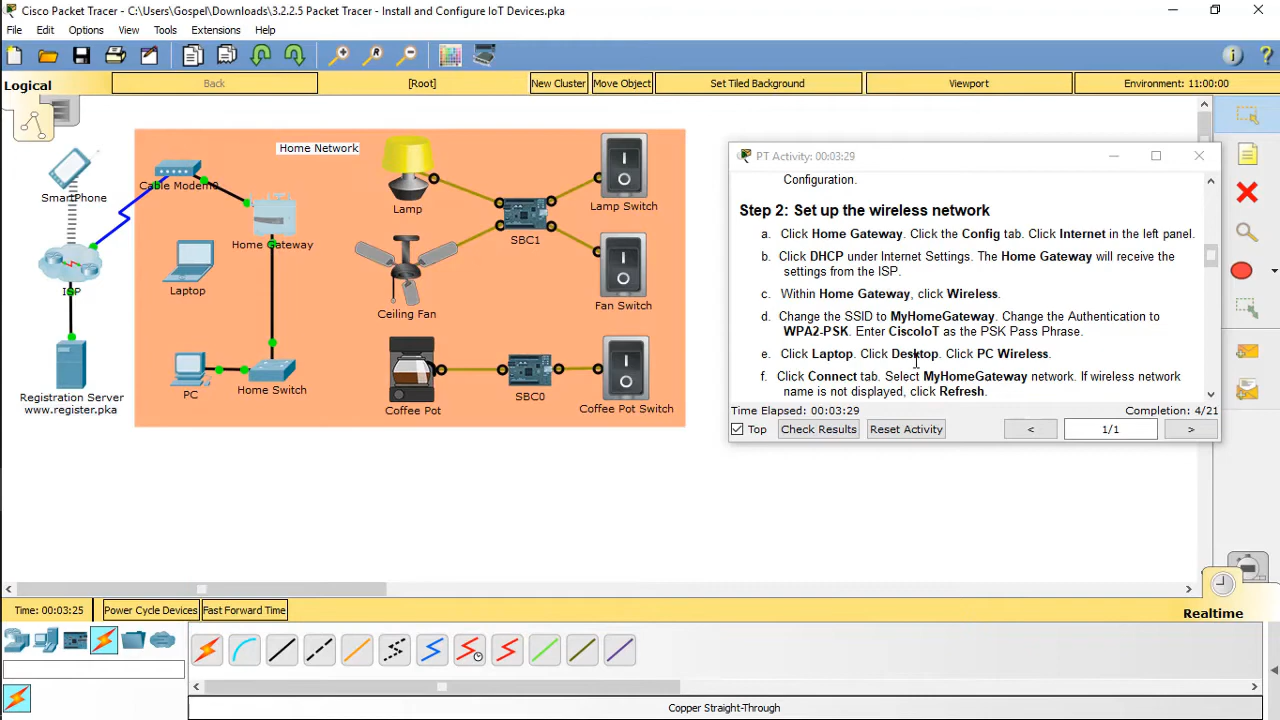 Cisco Packet Tracer - C:\Users\Gospel\Downloads\3.2.2.5 Packet Tracer - Install and Configure IoT Devices.pka
File Edit Options View Tools Extensions Help
Logical
Back
[Root]
New Cluster
Move Object
Set Tiled Background
Viewport
Environment: 11:00:00
Home Network
SmartPhone
Cable Modem0
Home Gateway
Lamp
SBC1
Lamp Switch
Laptop
ISP
Ceiling Fan
Fan Switch
Registration Server
www.register.pka
PC
Home Switch
Coffee Pot
SBC0
Coffee Pot Switch
PT Activity: 00:03:29
Configuration.
Step 2: Set up the wireless network
a. Click Home Gateway. Click the Config tab. Click Internet in the left panel.
b. Click DHCP under Internet Settings. The Home Gateway will receive the
settings from the ISP.
c. Within Home Gateway, click Wireless.
d. Change the SSID to MyHomeGateway. Change the Authentication to
WPA2-PSK. Enter CiscoIoT as the PSK Pass Phrase.
e. Click Laptop. Click Desktop. Click PC Wireless.
f. Click Connect tab. Select MyHomeGateway network. If wireless network
name is not displayed, click Refresh.
Time Elapsed: 00:03:29
Completion: 4/21
Top
Check Results
Reset Activity
<
1/1
>
Time: 00:03:25
Power Cycle Devices
Fast Forward Time
Realtime
Copper Straight-Through